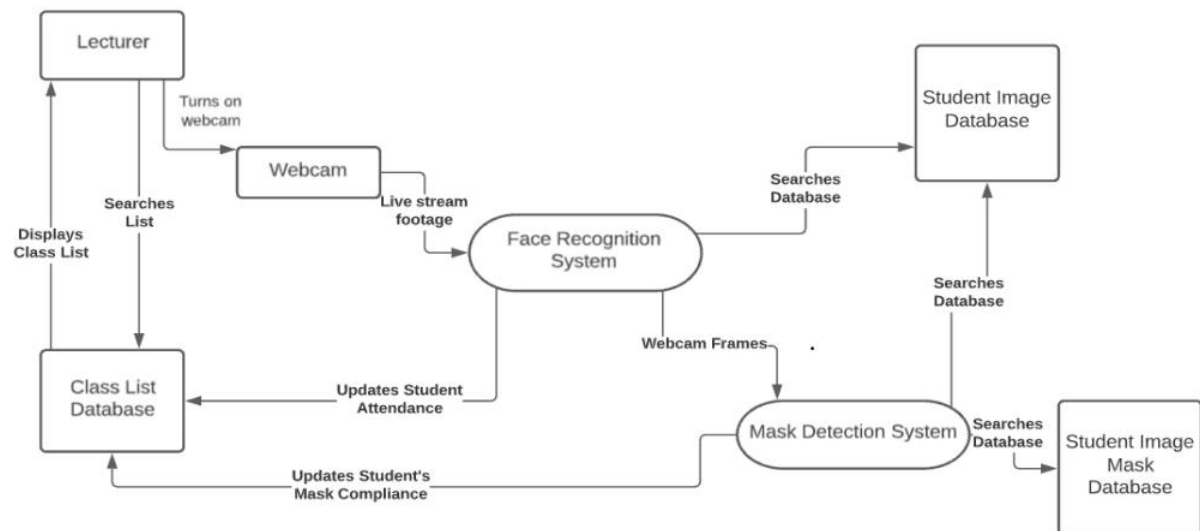 Lecturer
Turns on
webcam
Student Image
Database
Webcam
Searches
Database
Live stream
footage
Searches
List
Displays
Class List
Face Recognition
System
Searches
Database
Webcam Frames
.
Class List
Database
Updates Student
Attendance
Mask Detection System
Searches
Database
Student Image
Mask
Database
Updates Student's
Mask Compliance